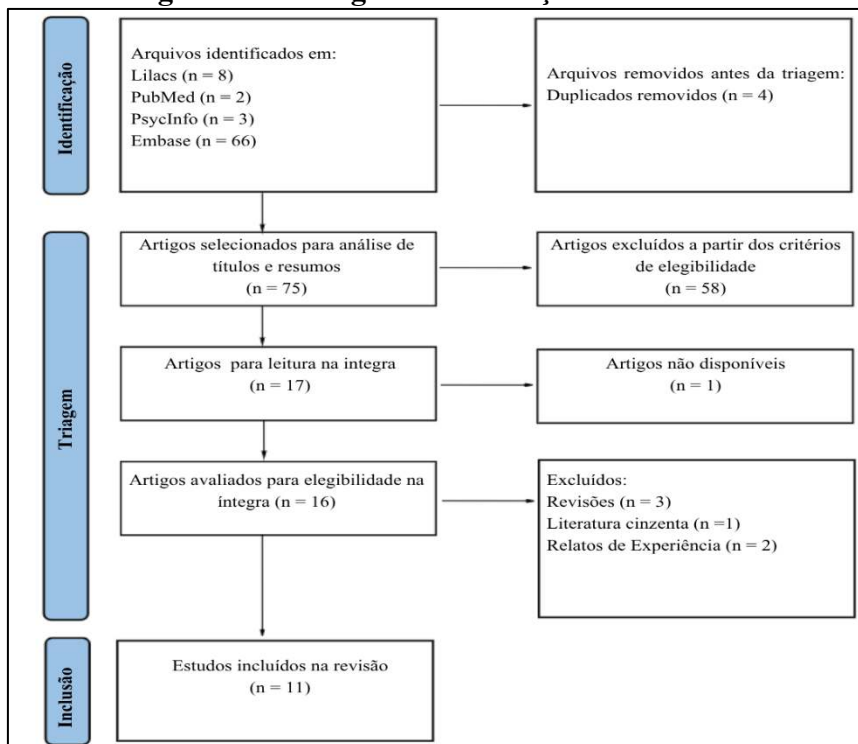 Identificação
Arquivos identificados em:
Lilacs (n = 8)
PubMed (n = 2)
PsycInfo (n = 3)
Embase (n = 66)
Arquivos removidos antes da triagem:
Duplicados removidos (n = 4)
Triagem
Artigos selecionados para análise de
títulos e resumos
(n = 75)
Artigos excluídos a partir dos critérios
de elegibilidade
(n = 58)
Artigos para leitura na integra
(n = 17)
Artigos não disponíveis
(n = 1)
Artigos avaliados para elegibilidade na
íntegra (n = 16)
Excluídos:
Revisões (n = 3)
Literatura cinzenta (n =1)
Relatos de Experiência (n = 2)
Inclusão
Estudos incluídos na revisão
(n = 11)